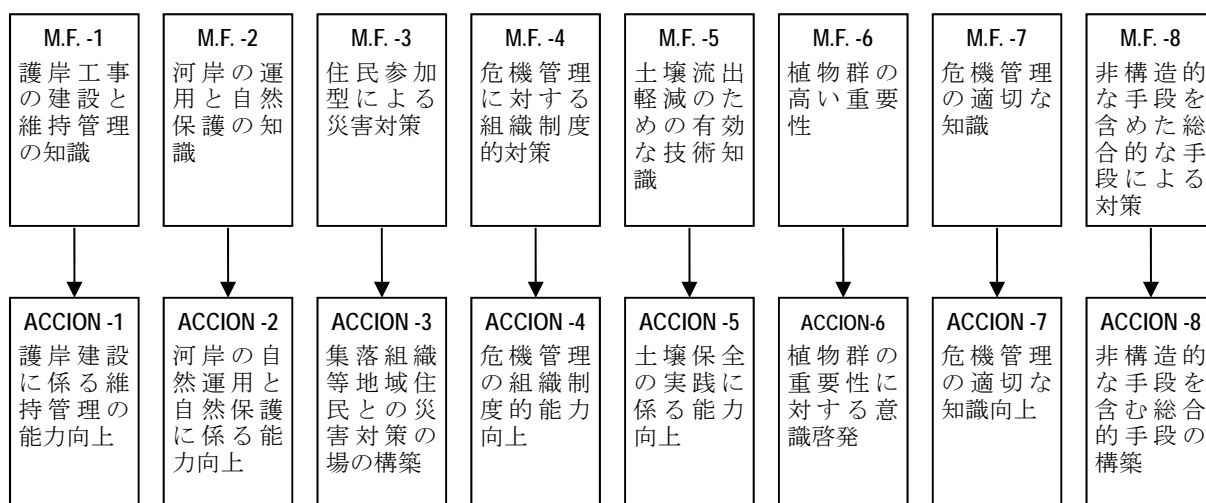 M.F. -1
護岸工事
の建設と
維持管理
の知識
M.F. -2
河岸の運
用と自然
保護の知
識
M.F. -3
住民参加
型による
災害対策
M.F. -4
危機管理
に対する
組織制度
的対策
M.F. -5
土壌流出
軽減のた
めの有効
な技術知
識
M.F. -6
植物群の
高い重要
性
M.F. -7
危機管理
の適切な
知識
M.F. -8
非構造的
な手段を
含めた総
合的な手
段による
対策
ACCION -1
護岸建設
に係る維
持管理の
能力向上
ACCION -2
河岸の自
然運用と
自然保護
に係る能
力向上
ACCION -3
集落組織
等地域住
民との災
害対策の
場の構築
ACCION -4
危機管理
の組織制
度的能力
向上
ACCION -5
土壌保全
の実践に
係る能力
向上
ACCION-6
植物群の
重要性に
対する意
識啓発
ACCION -7
危機管理
の適切な
知識向上
ACCION -8
非構造的
な手段を
含む総合
的手段の
構築